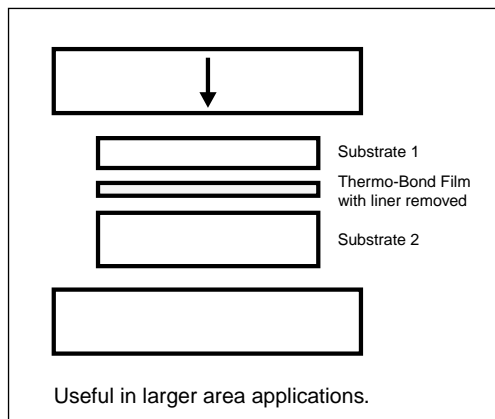 Substrate 1
Thermo-Bond Film
with liner removed
Substrate 2
Useful in larger area applications.